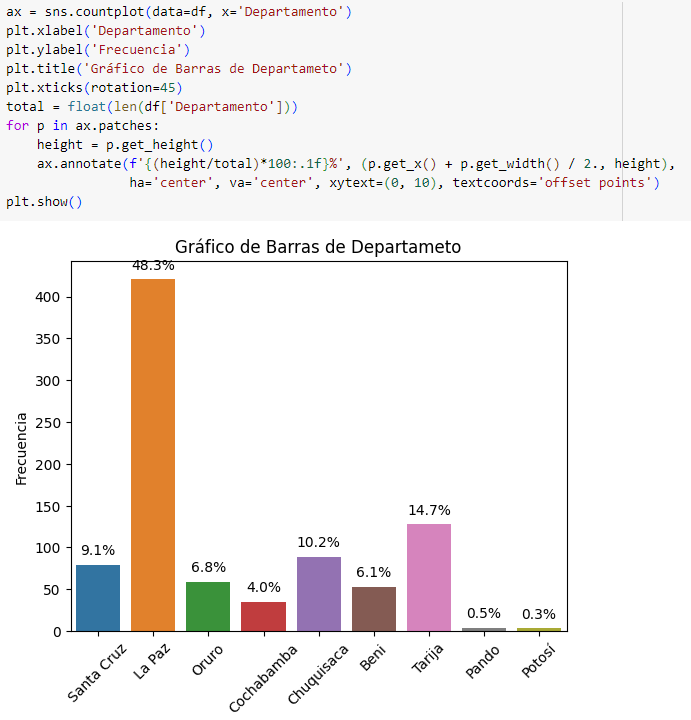 ax = sns.countplot(data=df, x='Departamento')
plt.xlabel('Departamento')
plt.ylabel('Frecuencia')
plt.title('Gráfico de Barras de Departameto')
plt.xticks(rotation=45)
total = float(len(df['Departamento']))
for p in ax.patches:
    height = p.get_height()
    ax.annotate(f'{(height/total)*100:.1f}%', (p.get_x() + p.get_width() / 2., height),
                ha='center', va='center', xytext=(0, 10), textcoords='offset points')
plt.show()
Gráfico de Barras de Departameto
48.3%
400
350
300
250
200
150
100
50
0
Frecuencia
9.1%
6.8%
4.0%
10.2%
6.1%
14.7%
0.5%
0.3%
Santa Cruz
La Paz
Oruro
Cochabamba
Chuquisaca
Beni
Tarija
Pando
Potosí